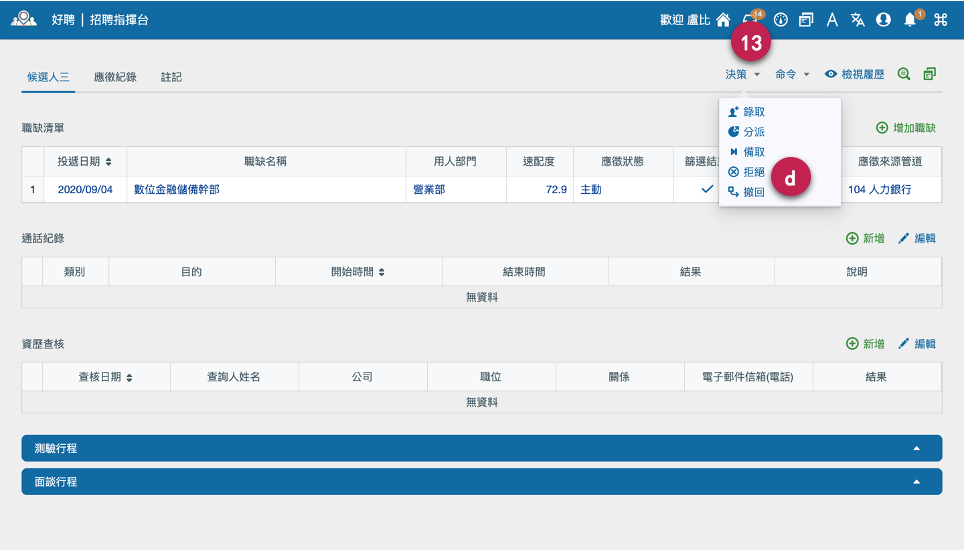 好聘 | 招聘指揮台
歡迎 盧比
14
1
13
候選人三
應徵紀錄
註記
決策
命令
檢視履歷
錄取
分派
備取
拒絕
撤回
d
職缺清單
增加職缺
投遞日期
職缺名稱
用人部門
速配度
應徵狀態
篩選結
應徵來源管道
1
2020/09/04
數位金融儲備幹部
營業部
72.9
主動
104 人力銀行
通話紀錄
新增
編輯
類別
目的
開始時間
結束時間
結果
說明
無資料
資歷查核
新增
編輯
查核日期
查詢人姓名
公司
職位
關係
電子郵件信箱(電話)
結果
無資料
測驗行程
面談行程